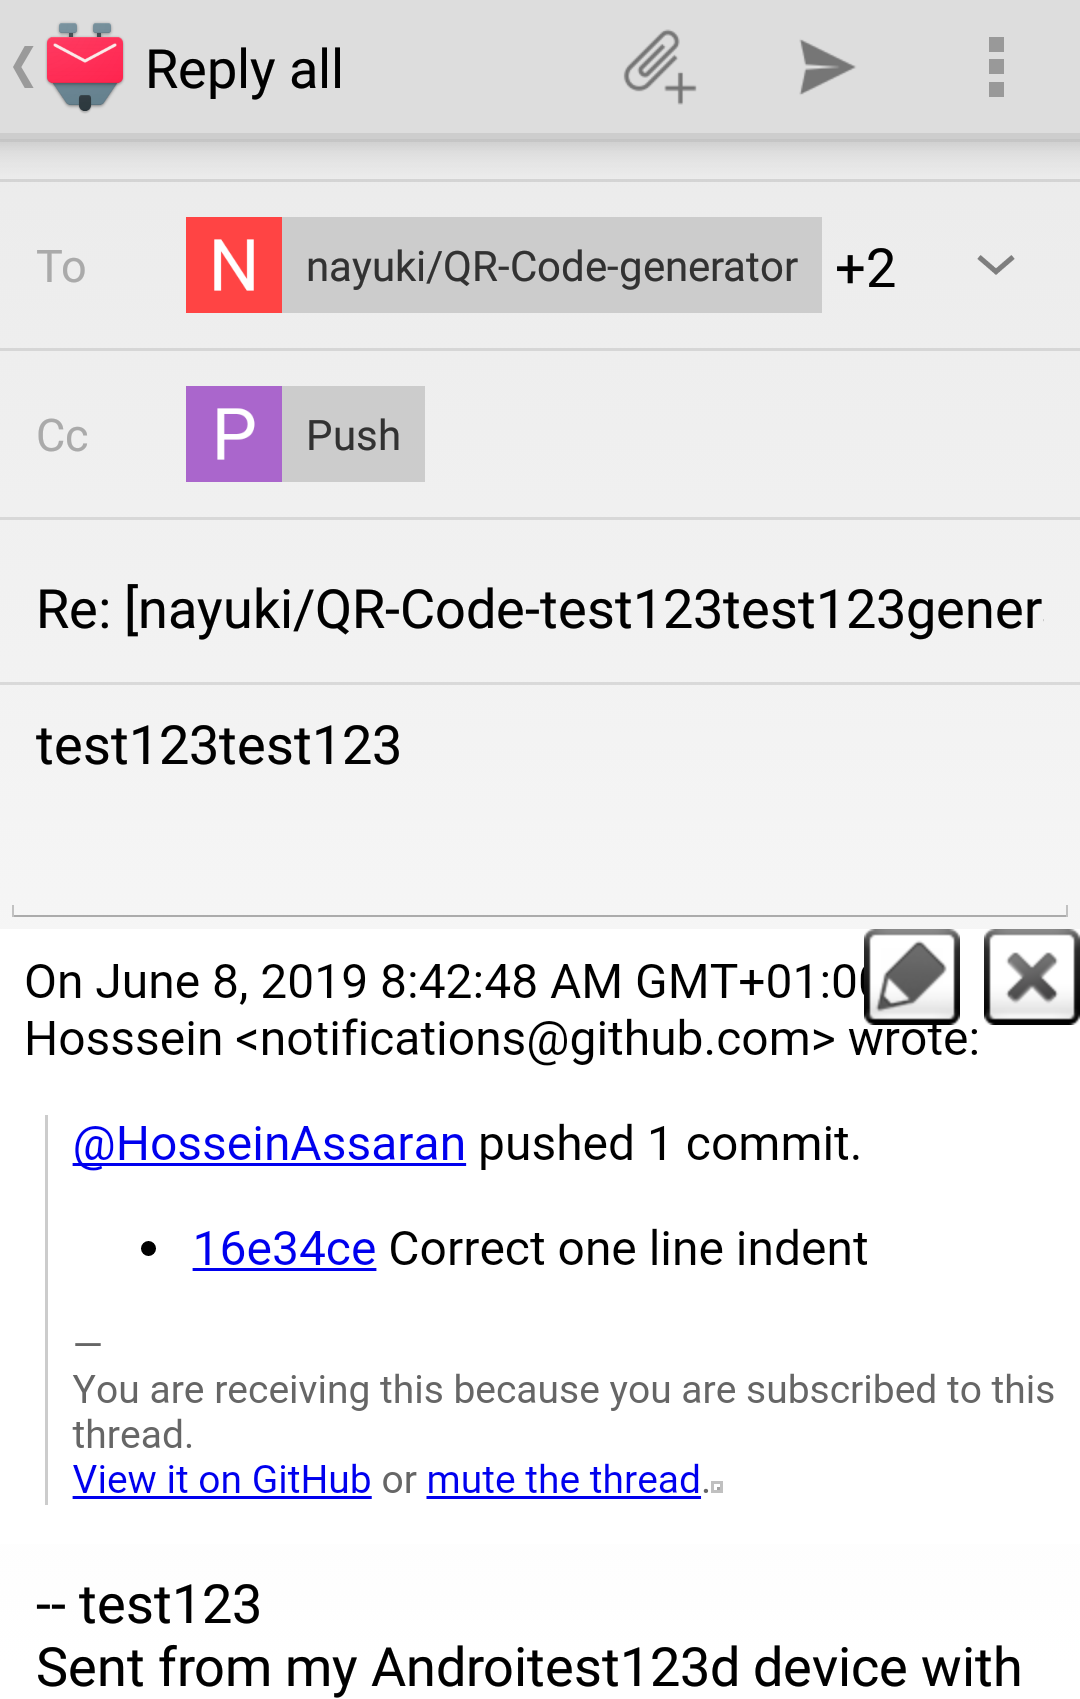 Reply all
To N nayuki/QR-Code-generator +2
Cc P Push
Re: [nayuki/QR-Code-test123test123gener
test123test123
On June 8, 2019 8:42:48 AM GMT+01:0
Hosssein <notifications@github.com> wrote:
@HosseinAssaran pushed 1 commit.
• 16e34ce Correct one line indent
—
You are receiving this because you are subscribed to this
thread.
View it on GitHub or mute the thread.
-- test123
Sent from my Androitest123d device with